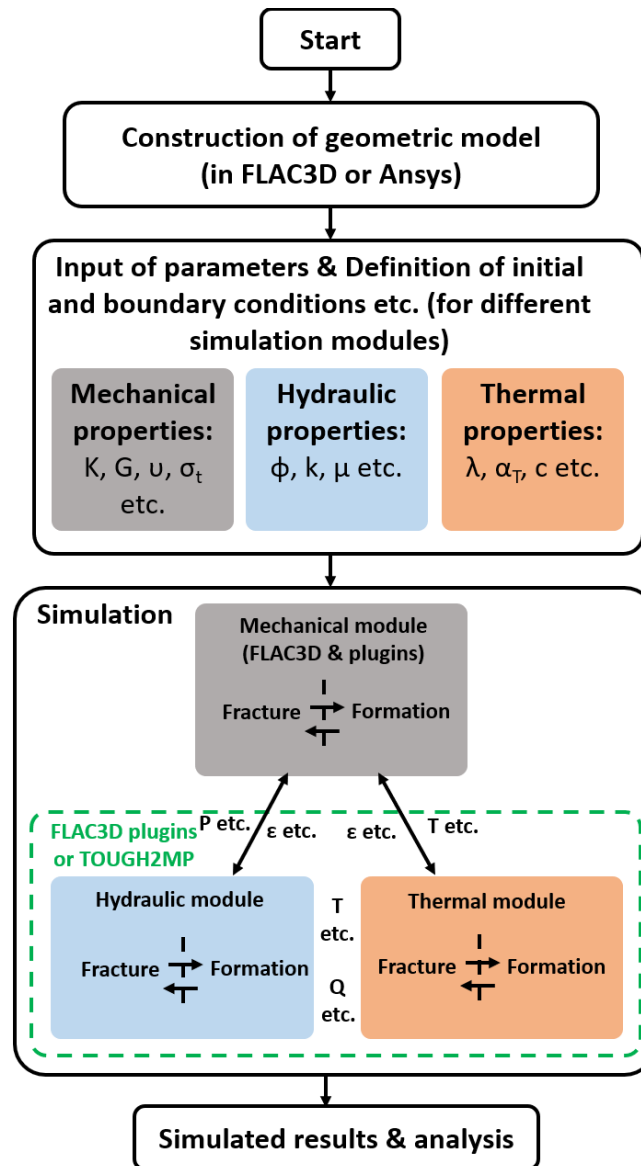 Start
Construction of geometric model
(in FLAC3D or Ansys)
Input of parameters & Definition of initial
and boundary conditions etc. (for different
simulation modules)
Mechanical
properties:
K, G, υ, σt
etc.
Hydraulic
properties:
ϕ, k, μ etc.
Thermal
properties:
λ, αT, c etc.
Simulation
Mechanical module
(FLAC3D & plugins)
Fracture Formation
P etc. ε etc. ε etc. T etc.
FLAC3D plugins
or TOUGH2MP
Hydraulic module
Fracture Formation
T
etc.
Q
etc.
Thermal module
Fracture Formation
Simulated results & analysis